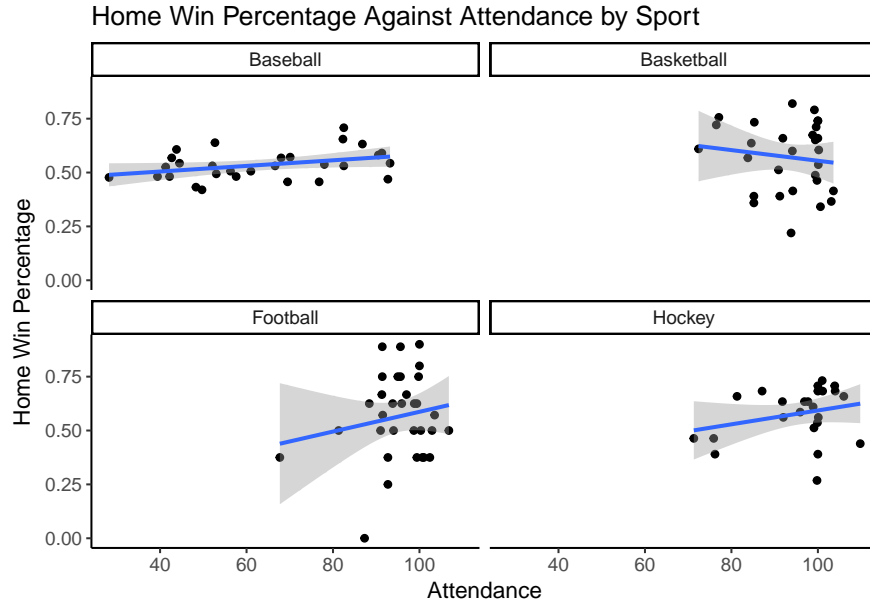 Home Win Percentage Against Attendance by Sport
Baseball
Basketball
0.75
0.50
0.25
0.00
Football
Hockey
0.75
0.50
0.25
0.00
40
60
80
100
40
60
80
100
Attendance
Home Win Percentage